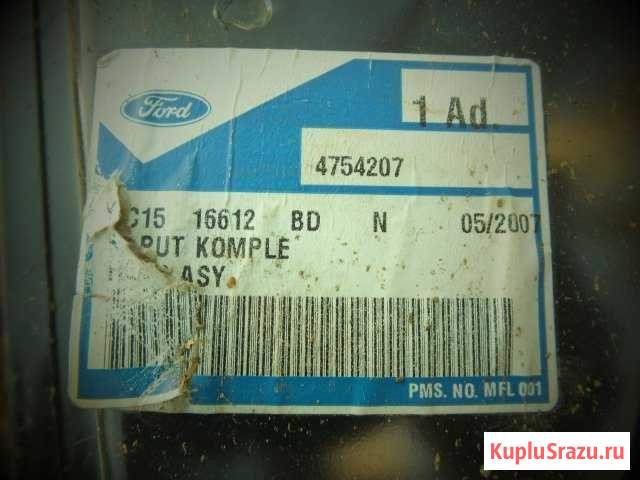 Ford
1 Ad.
4754207
C15 16612 BD N 05/2007
PUT KOMPLE
ASY
PMS. NO. MFL 001
KupluSrazu.ru